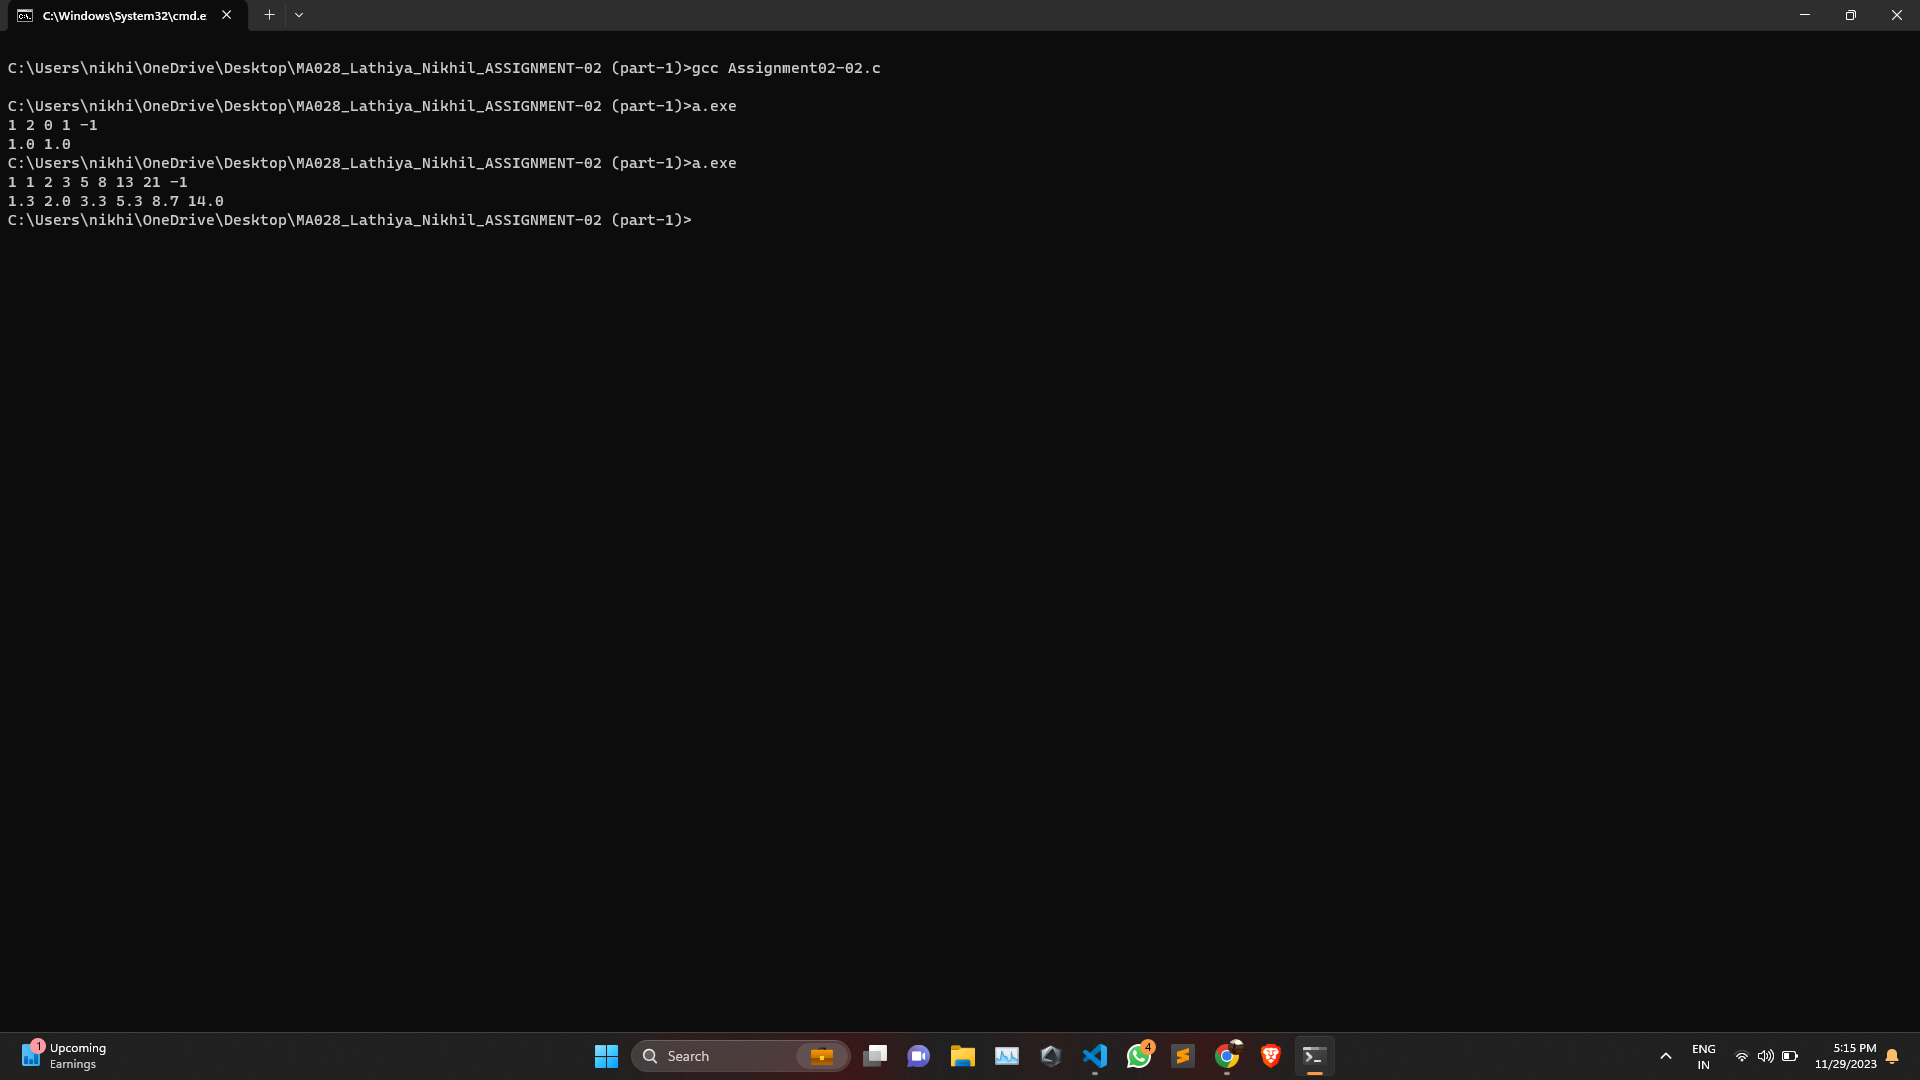 C:\Windows\System32\cmd.e
C:\Users\nikhi\OneDrive\Desktop\MA028_Lathiya_Nikhil_ASSIGNMENT-02 (part-1)>gcc Assignment02-02.c
C:\Users\nikhi\OneDrive\Desktop\MA028_Lathiya_Nikhil_ASSIGNMENT-02 (part-1)>a.exe
1 2 0 1 -1
1.0 1.0
C:\Users\nikhi\OneDrive\Desktop\MA028_Lathiya_Nikhil_ASSIGNMENT-02 (part-1)>a.exe
1 1 2 3 5 8 13 21 -1
1.3 2.0 3.3 5.3 8.7 14.0
C:\Users\nikhi\OneDrive\Desktop\MA028_Lathiya_Nikhil_ASSIGNMENT-02 (part-1)>
1
Upcoming
Earnings
Search
4
ENG
IN
5:15 PM
11/29/2023